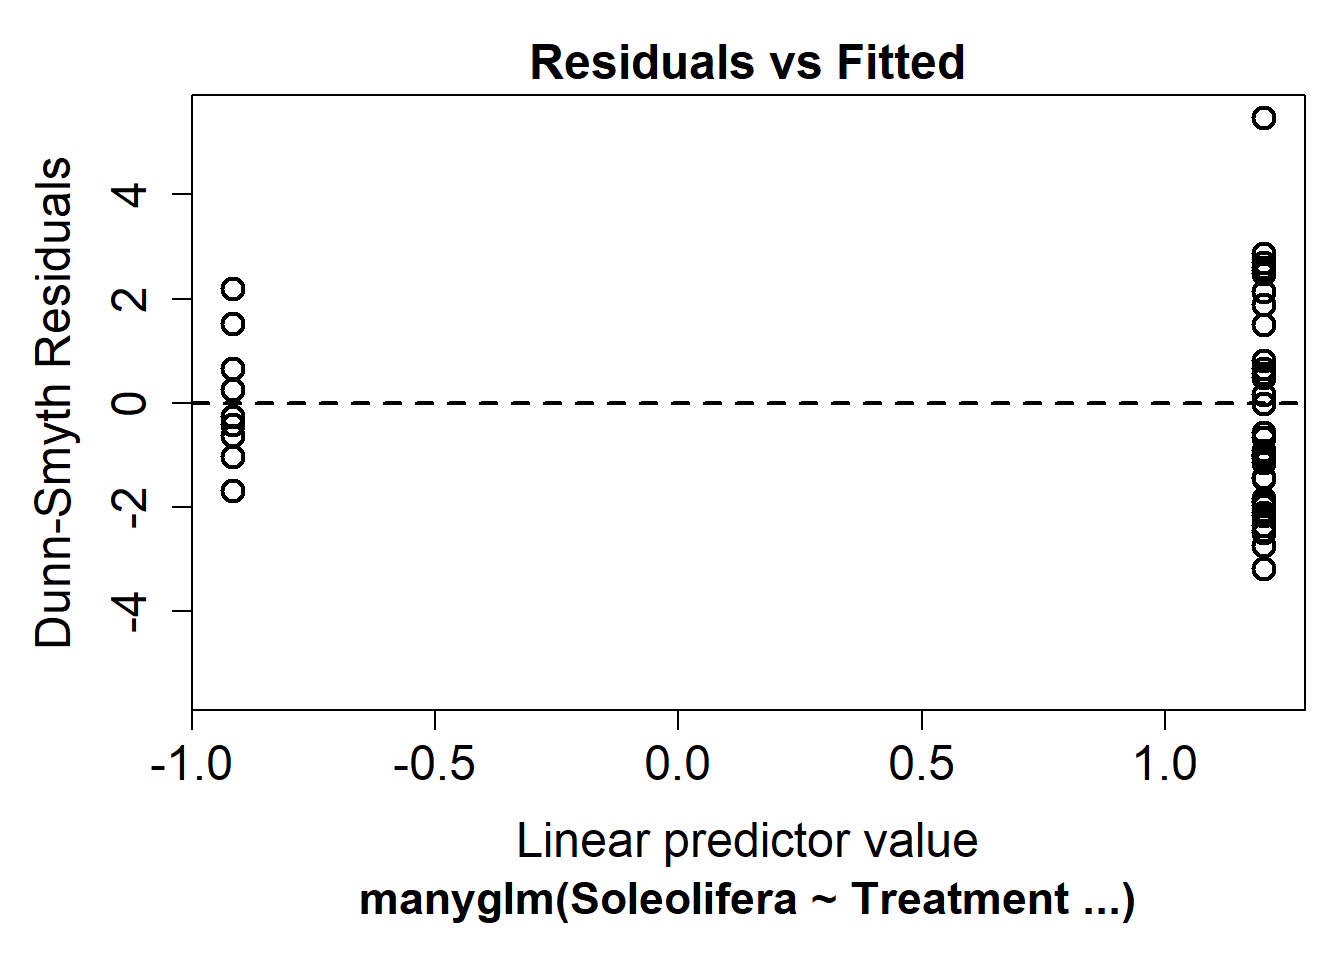 Residuals vs Fitted
Dunn-Smyth Residuals
4
2
0
-2
-4
-1.0 -0.5 0.0 0.5 1.0
Linear predictor value
manyglm(Soleolifera ~ Treatment ...)